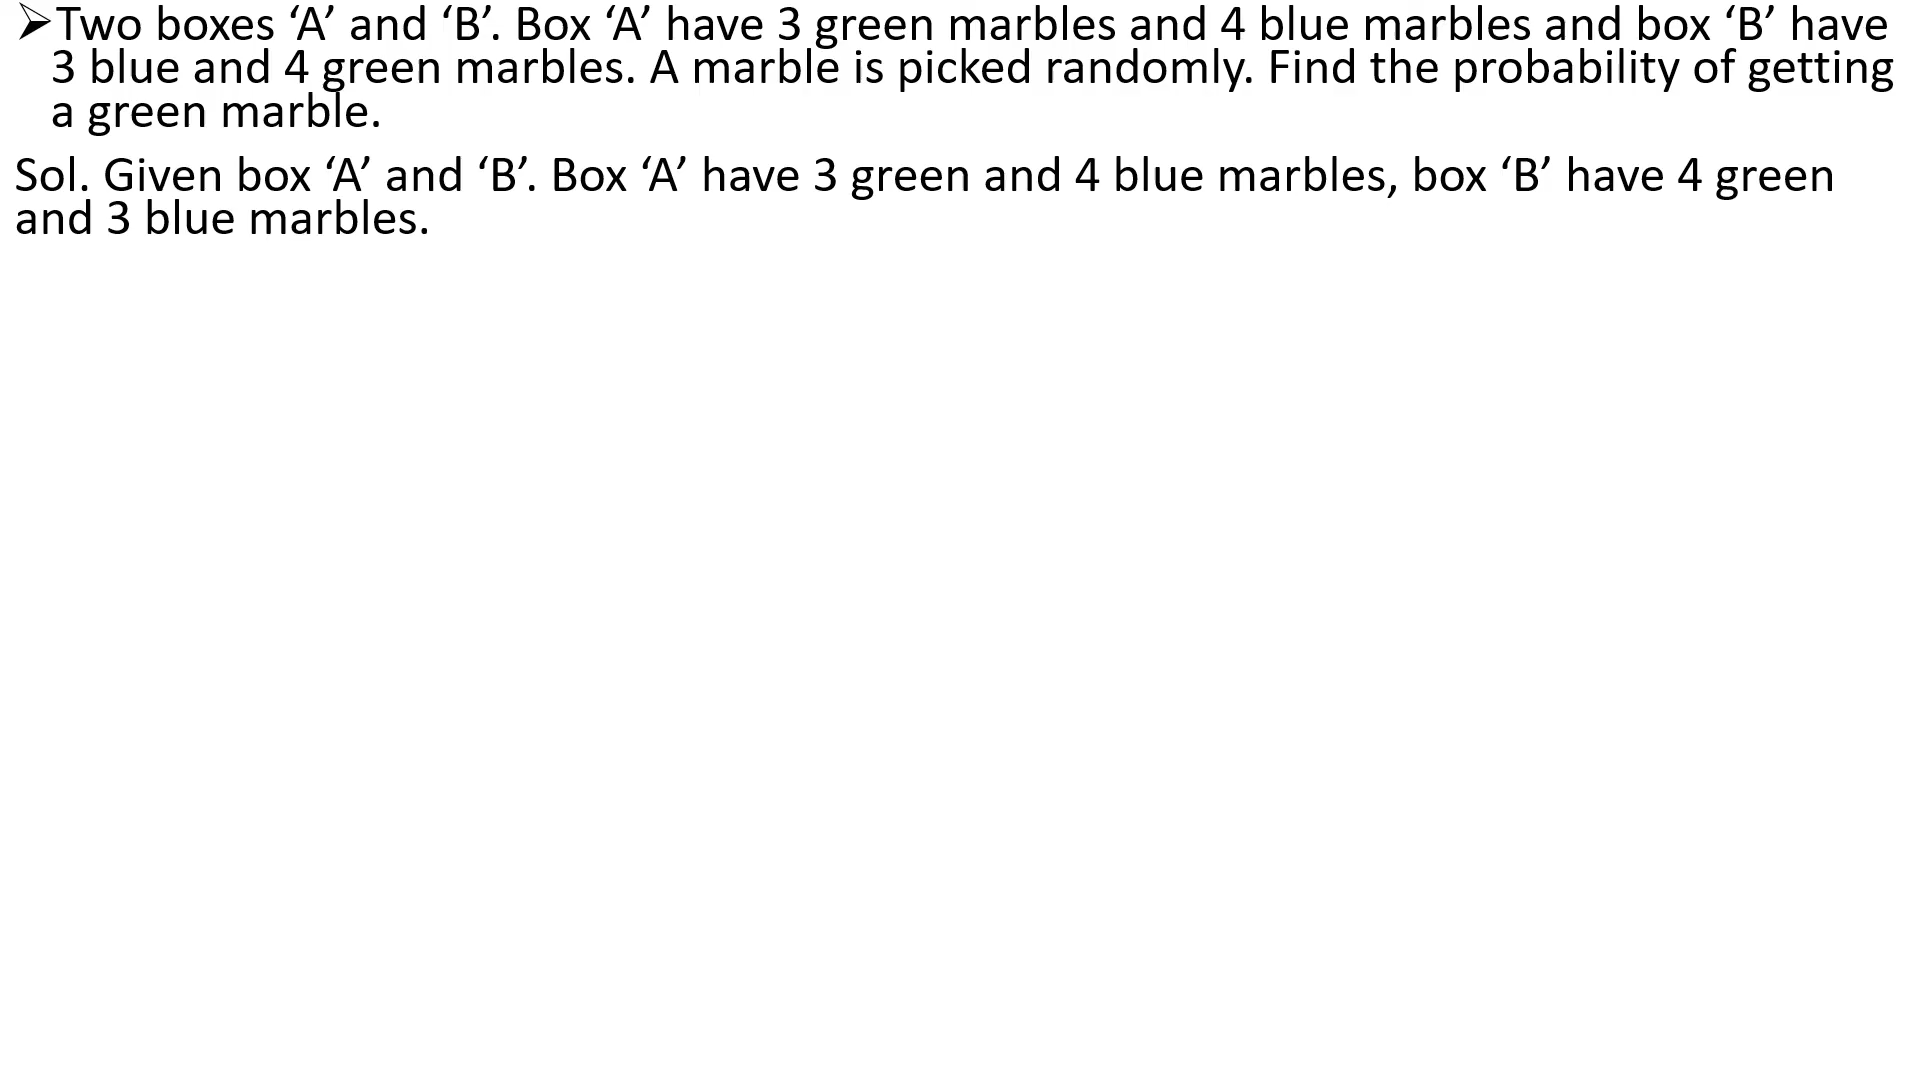 ➢Two boxes ‘A’ and ‘B’. Box ‘A’ have 3 green marbles and 4 blue marbles and box ‘B’ have
3 blue and 4 green marbles. A marble is picked randomly. Find the probability of getting
a green marble.
Sol. Given box ‘A’ and ‘B’. Box ‘A’ have 3 green and 4 blue marbles, box ‘B’ have 4 green
and 3 blue marbles.